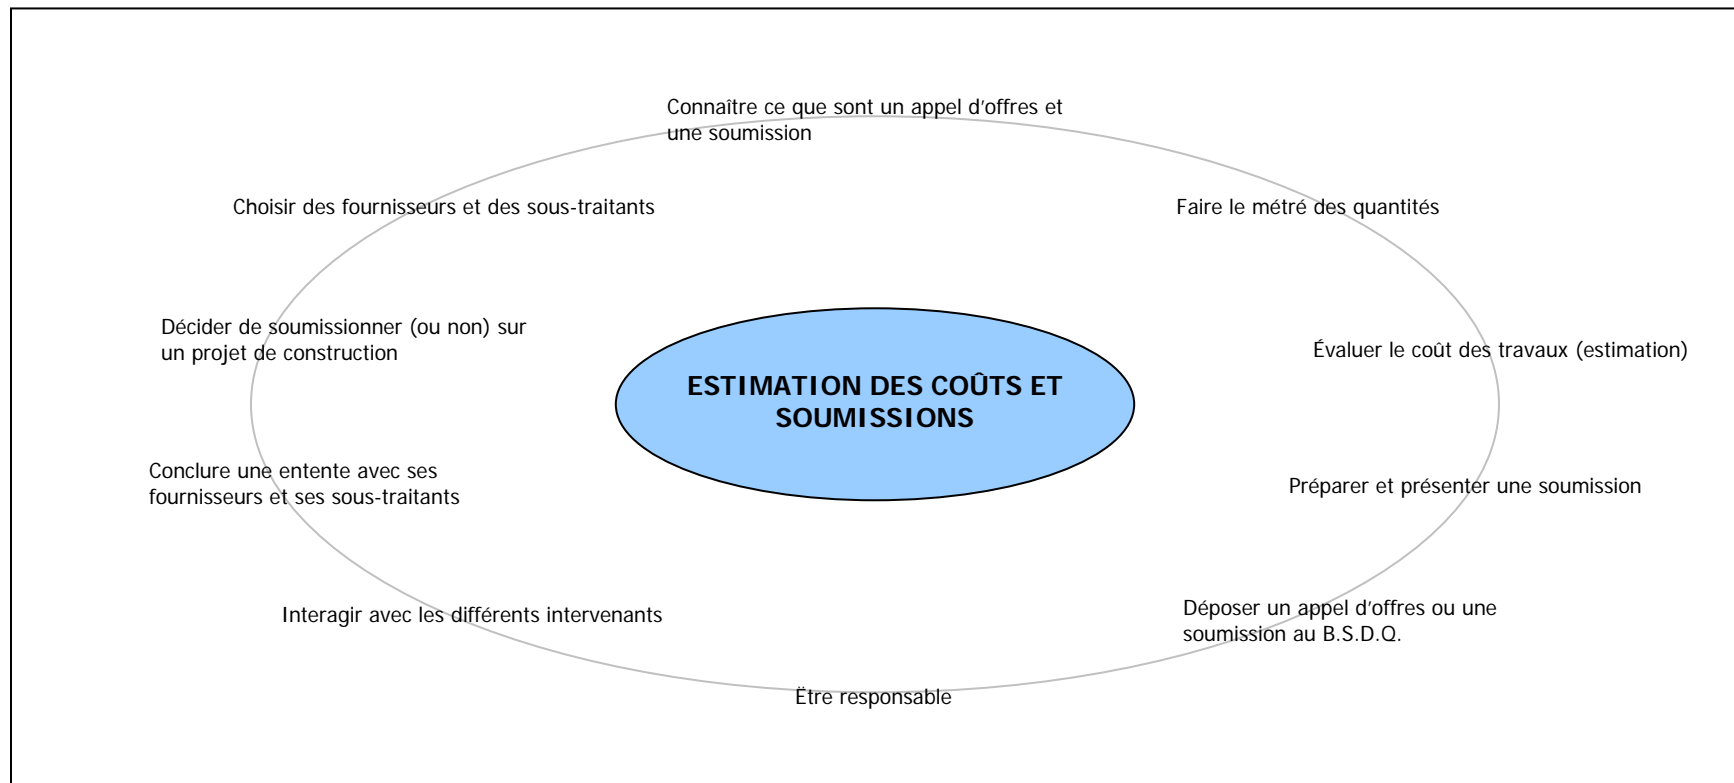 Connaître ce que sont un appel d'offres et
une soumission
Choisir des fournisseurs et des sous-traitants
Faire le métré des quantités
Décider de soumissionner (ou non) sur
un projet de construction
Évaluer le coût des travaux (estimation)
ESTIMATION DES COÛTS ET
SOUMISSIONS
Conclure une entente avec ses
fournisseurs et ses sous-traitants
Préparer et présenter une soumission
Interagir avec les différents intervenants
Déposer un appel d'offres ou une
soumission au B.S.D.Q.
Ëtre responsable